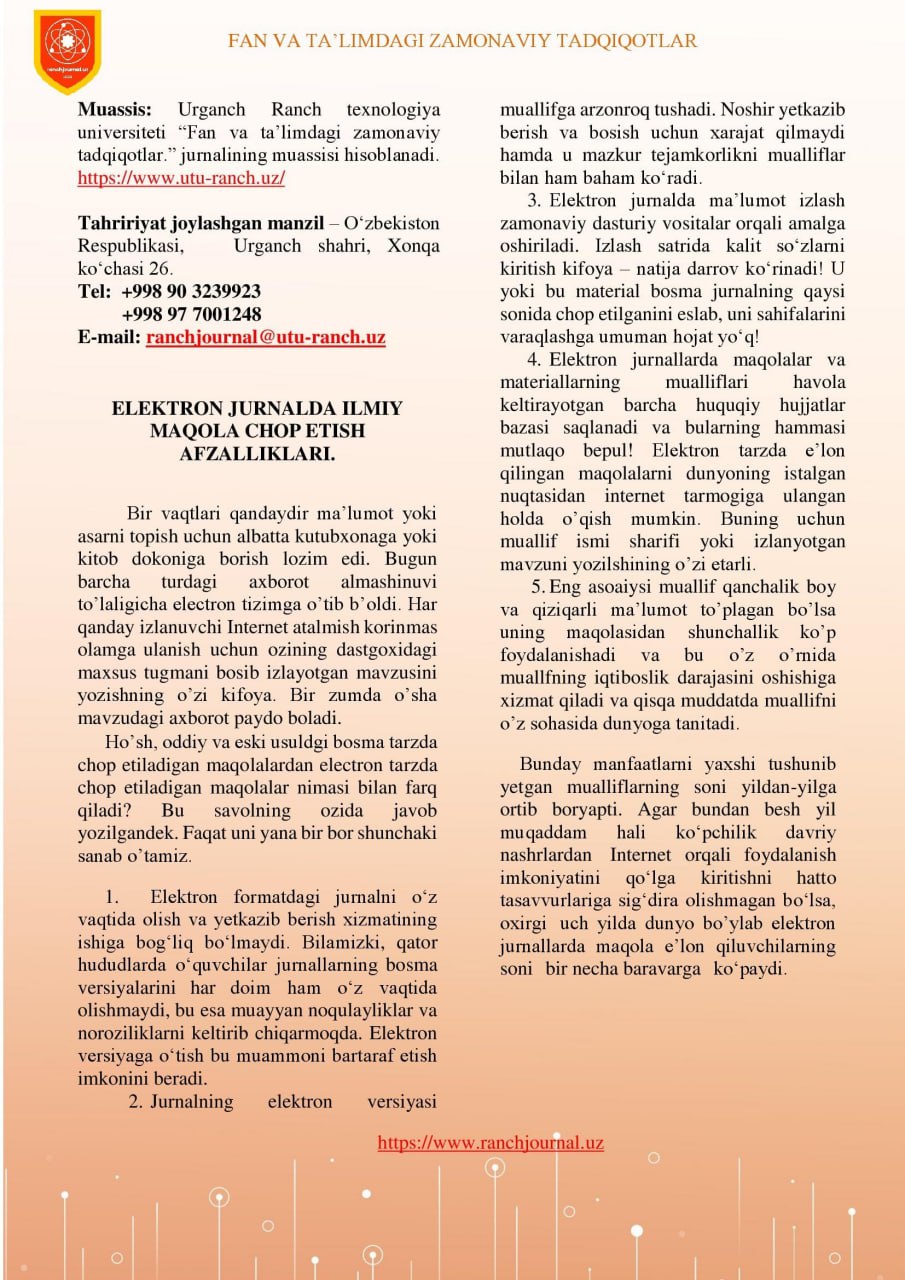 ranchjournal.uz
FAN VA TA`LIMDAGI ZAMONAVIY TADQIQOTLAR
Muassis: Urganch Ranch texnologiya
universiteti “Fan va ta’limdagi zamonaviy
tadqiqotlar.” jurnalining muassisi hisoblanadi.
https://www.utu-ranch.uz/
Tahririyat joylashgan manzil – O‘zbekiston
Respublikasi, Urganch shahri, Xonqa
ko‘chasi 26.
Tel: +998 90 3239923
+998 97 7001248
E-mail: ranchjournal@utu-ranch.uz
ELEKTRON JURNALDA ILMIY
MAQOLA CHOP ETISH
AFZALLIKLARI.
Bir vaqtlari qandaydir ma’lumot yoki
asarni topish uchun albatta kutubxonaga yoki
kitob dokoniga borish lozim edi. Bugun
barcha turdagi axborot almashinuvi
to’laligicha electron tizimga o’tib b’oldi. Har
qanday izlanuvchi Internet atalmish korinmas
olamga ulanish uchun ozining dastgoxidagi
maxsus tugmani bosib izlayotgan mavzusini
yozishning o’zi kifoya. Bir zumda o’sha
mavzudagi axborot paydo boladi.
Ho’sh, oddiy va eski usuldgi bosma tarzda
chop etiladigan maqolalardan electron tarzda
chop etiladigan maqolalar nimasi bilan farq
qiladi? Bu savolning ozida javob
yozilgandek. Faqat uni yana bir bor shunchaki
sanab o’tamiz.
1. Elektron formatdagi jurnalni o‘z
vaqtida olish va yetkazib berish xizmatining
ishiga bog‘liq bo‘lmaydi. Bilamizki, qator
hududlarda o‘quvchilar jurnallarning bosma
versiyalarini har doim ham o‘z vaqtida
olishmaydi, bu esa muayyan noqulayliklar va
noroziliklarni keltirib chiqarmoqda. Elektron
versiyaga o‘tish bu muammoni bartaraf etish
imkonini beradi.
2. Jurnalning elektron versiyasi
muallifga arzonroq tushadi. Noshir yetkazib
berish va bosish uchun xarajat qilmaydi
hamda u mazkur tejamkorlikni mualliflar
bilan ham baham ko‘radi.
3. Elektron jurnalda ma’lumot izlash
zamonaviy dasturiy vositalar orqali amalga
oshiriladi. Izlash satrida kalit so‘zlarni
kiritish kifoya – natija darrov ko‘rinadi! U
yoki bu material bosma jurnalning qaysi
sonida chop etilganini eslab, uni sahifalarini
varaqlashga umuman hojat yo‘q!
4. Elektron jurnallarda maqolalar va
materiallarning mualliflari havola
keltirayotgan barcha huquqiy hujjatlar
bazasi saqlanadi va bularning hammasi
mutlaqo bepul! Elektron tarzda e’lon
qilingan maqolalarni dunyoning istalgan
nuqtasidan internet tarmogiga ulangan
holda o’qish mumkin. Buning uchun
muallif ismi sharifi yoki izlanyotgan
mavzuni yozilshining o’zi etarli.
5. Eng asoaiysi muallif qanchalik boy
va qiziqarli ma’lumot to’plagan bo’lsa
uning maqolasidan shunchallik ko’p
foydalanishadi va bu o’z o’rnida
muallfning iqtiboslik darajasini oshishiga
xizmat qiladi va qisqa muddatda muallifni
o’z sohasida dunyoga tanitadi.
Bunday manfaatlarni yaxshi tushunib
yetgan mualliflarning soni yildan-yilga
ortib boryapti. Agar bundan besh yil
muqaddam hali ko‘pchilik davriy
nashrlardan Internet orqali foydalanish
imkoniyatini qo‘lga kiritishni hatto
tasavvurlariga sig‘dira olishmagan bo‘lsa,
oxirgi uch yilda dunyo bo’ylab elektron
jurnallarda maqola e’lon qiluvchilarning
soni bir necha baravarga ko‘paydi.
https://www.ranchjournal.uz